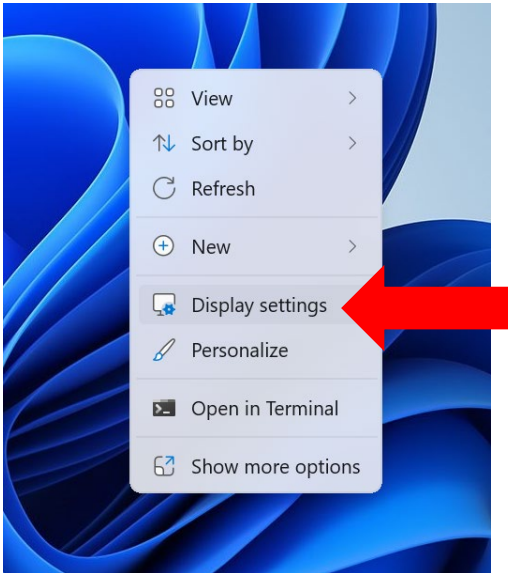 View
Sort by
Refresh
New
Display settings
Personalize
Open in Terminal
Show more options